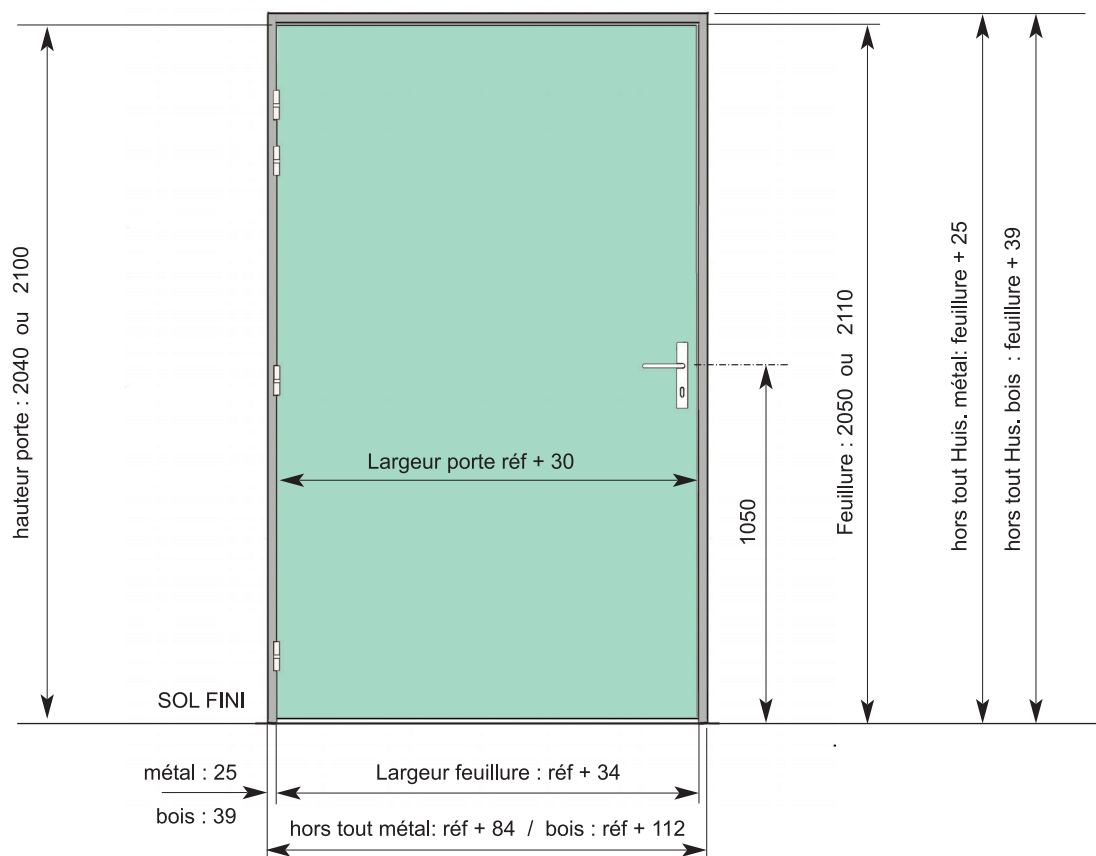 hauteur porte : 2040 ou 2100
Largeur porte réf + 30
1050
Feuillure : 2050 ou 2110
hors tout Huis. métal: feuillure + 25
hors tout Hus. bois : feuillure + 39
SOL FINI
métal : 25
bois : 39
Largeur feuillure : réf + 34
hors tout métal: réf + 84 / bois : réf + 112